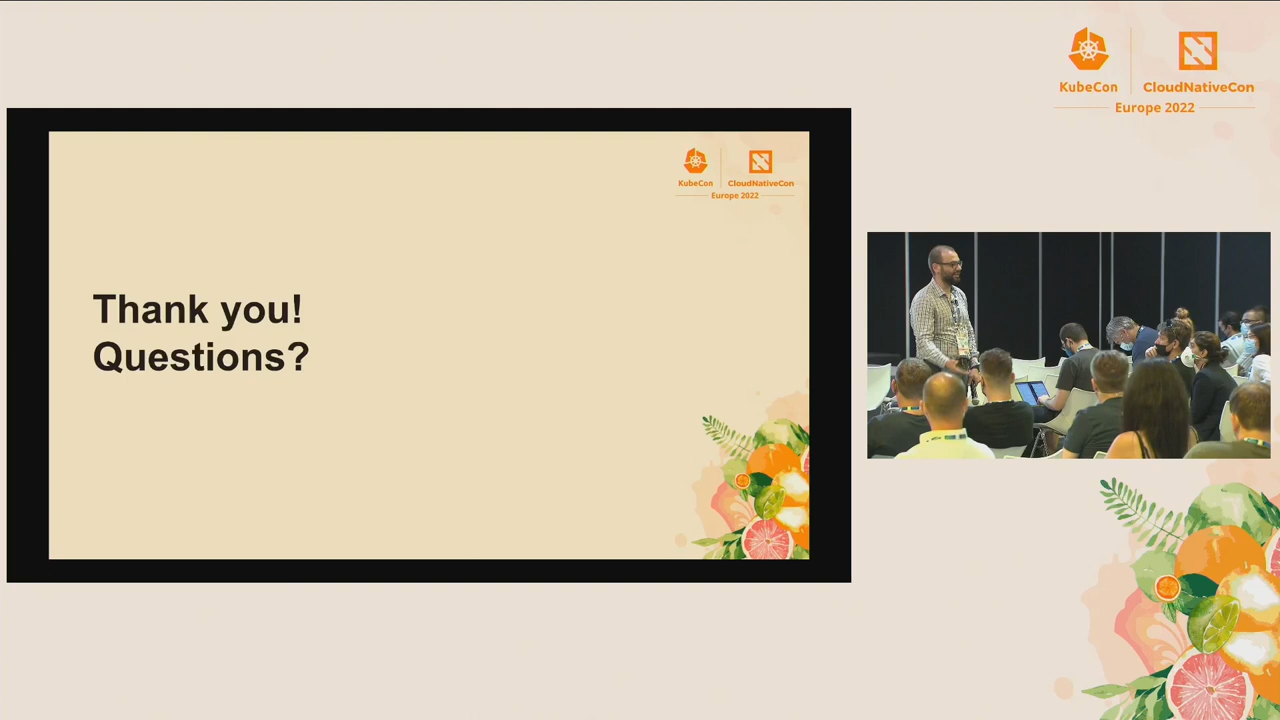 KubeCon
CloudNativeCon
Europe 2022
KubeCon
CloudNativeCon
Europe 2022
Thank you!
Questions?